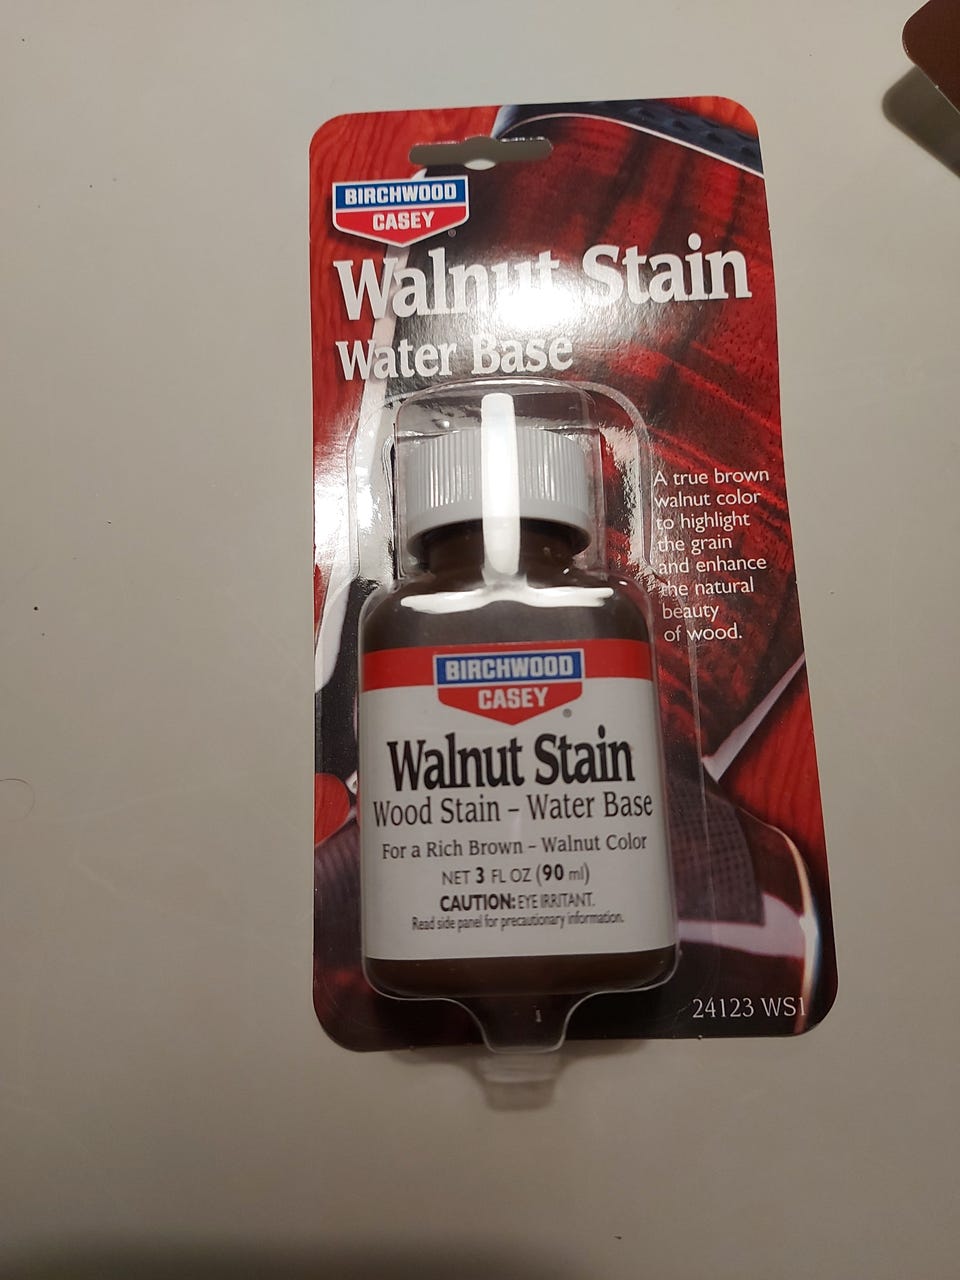 BIRCHWOOD
CASEY
Walnut Stain
Water Base
A true brown
walnut color
to highlight
the grain
and enhance
the natural
beauty
of wood.
BIRCHWOOD
CASEY
Walnut Stain
Wood Stain – Water Base
For a Rich Brown – Walnut Color
NET 3 FL OZ (90 ml)
CAUTION: EYE IRRITANT.
Read side panel for precautionary information.
24123 WS1